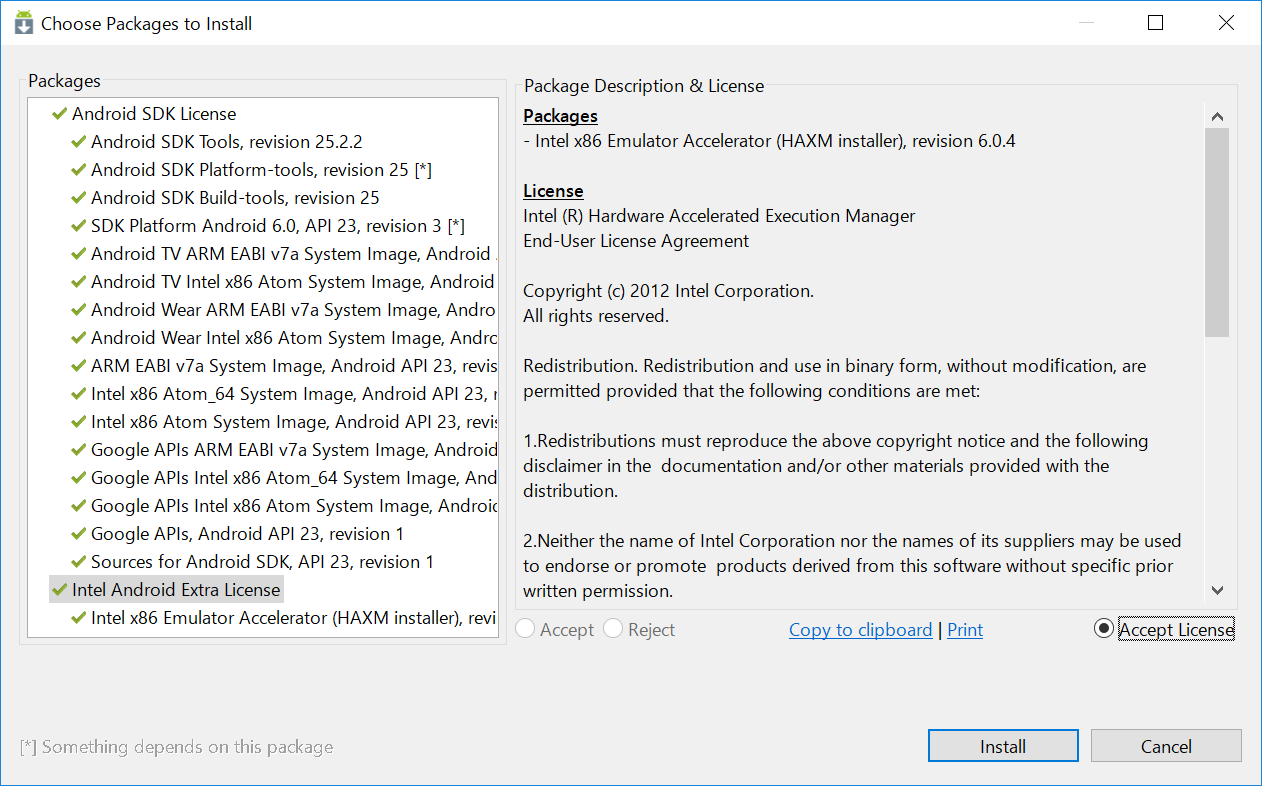 Choose Packages to Install
Packages
Android SDK License
Android SDK Tools, revision 25.2.2
Android SDK Platform-tools, revision 25 [*]
Android SDK Build-tools, revision 25
SDK Platform Android 6.0, API 23, revision 3 [*]
Android TV ARM EABI v7a System Image, Android
Android TV Intel x86 Atom System Image, Android
Android Wear ARM EABI v7a System Image, Andro
Android Wear Intel x86 Atom System Image, Andro
ARM EABI v7a System Image, Android API 23, revis
Intel x86 Atom_64 System Image, Android API 23, r
Intel x86 Atom System Image, Android API 23, revis
Google APIs ARM EABI v7a System Image, Android
Google APIs Intel x86 Atom_64 System Image, And
Google APIs Intel x86 Atom System Image, Android
Google APIs, Android API 23, revision 1
Sources for Android SDK, API 23, revision 1
Intel Android Extra License
Intel x86 Emulator Accelerator (HAXM installer), revi
Package Description & License
Packages
- Intel x86 Emulator Accelerator (HAXM installer), revision 6.0.4
License
Intel (R) Hardware Accelerated Execution Manager
End-User License Agreement
Copyright (c) 2012 Intel Corporation.
All rights reserved.
Redistribution. Redistribution and use in binary form, without modification, are
permitted provided that the following conditions are met:
1.Redistributions must reproduce the above copyright notice and the following
disclaimer in the  documentation and/or other materials provided with the
distribution.
2.Neither the name of Intel Corporation nor the names of its suppliers may be used
to endorse or promote  products derived from this software without specific prior
written permission.
Accept Reject Copy to clipboard | Print Accept License
[*] Something depends on this package
Install Cancel